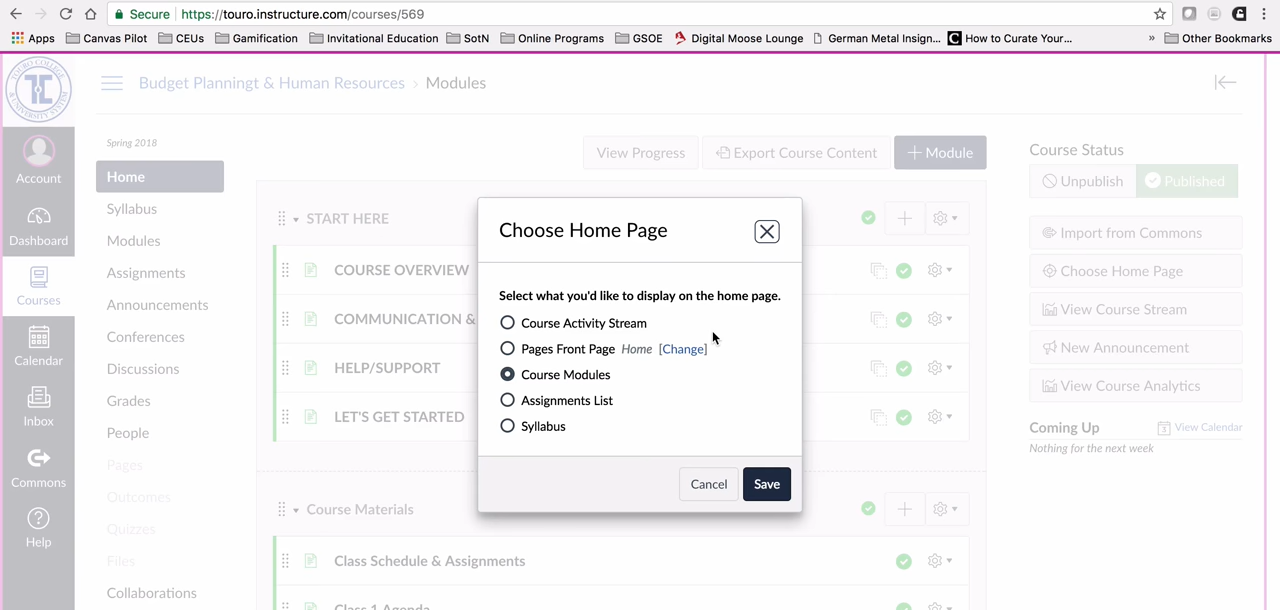 Secure https://touro.instructure.com/courses/569
Apps Canvas Pilot CEUs Gamification Invitational Education SotN Online Programs GSOE Digital Moose Lounge German Metal Insign... C How to Curate Your... » Other Bookmarks
Budget Planningt & Human Resources › Modules
Spring 2018
View Progress Export Course Content + Module
Course Status
Account
Home
Unpublish Published
Syllabus
START HERE
Choose Home Page
Import from Commons
Dashboard
Modules
Assignments
COURSE OVERVIEW
Choose Home Page
Courses
Select what you'd like to display on the home page.
Announcements
View Course Stream
Course Activity Stream
COMMUNICATION &
Conferences
Pages Front Page Home [Change]
New Announcement
Calendar
Discussions
HELP/SUPPORT
Course Modules
View Course Analytics
Grades
Assignments List
Inbox
LET'S GET STARTED
Syllabus
Coming Up View Calendar
People
Nothing for the next week
Pages
Commons
Cancel Save
Outcomes
Course Materials
Quizzes
Help
Files
Class Schedule & Assignments
Collaborations
Class 1 Agenda